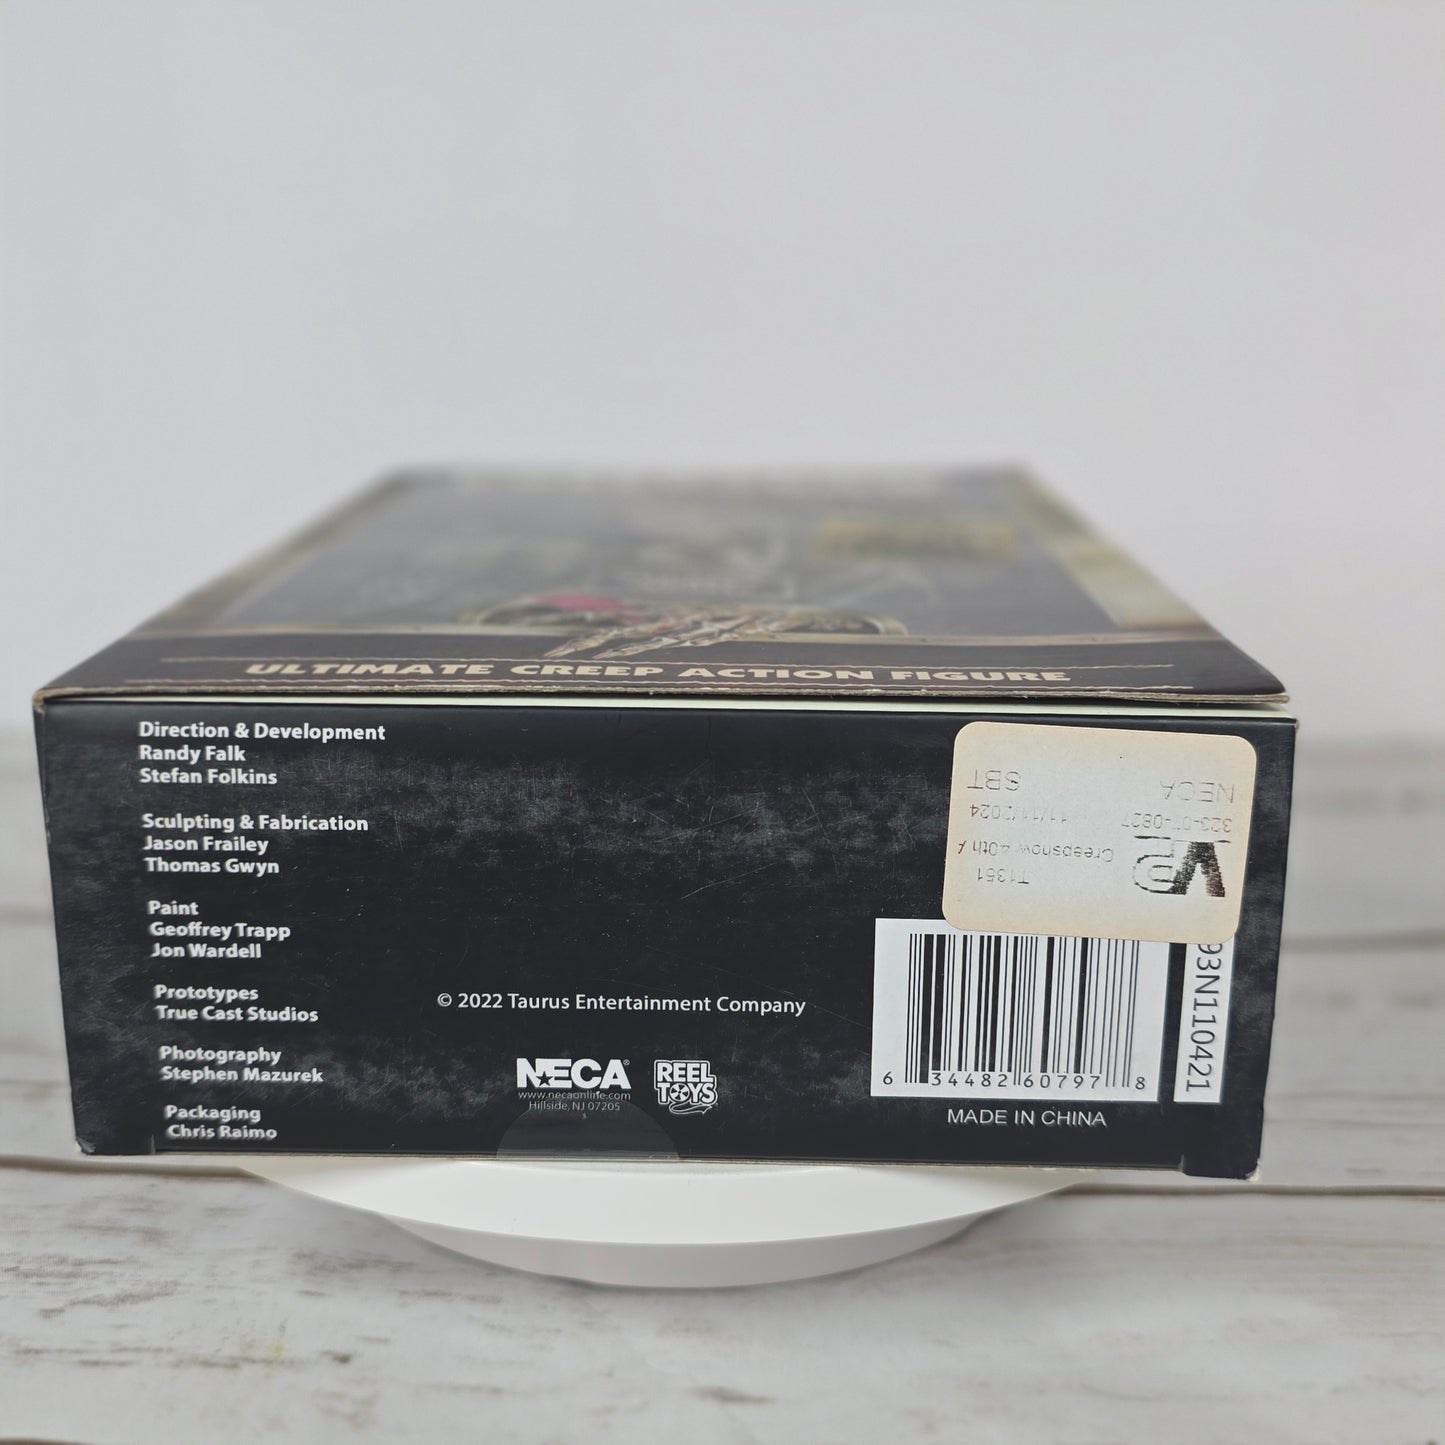 ULTIMATE CREEP ACTION FIGURE
Direction & Development
Randy Falk
Stefan Folkins
Sculpting & Fabrication
Jason Frailey
Thomas Gwyn
Paint
Geoffrey Trapp
Jon Wardell
Prototypes
True Cast Studios
Photography
Stephen Mazurek
Packaging
Chris Raimo
© 2022 Taurus Entertainment Company
NECA®
www.necaonline.com
Hillside, NJ 07205
s
REEL
TOYS
T1351
Creepshow 40th A
323-01-0827 11/11/2024
NECA SBT
6 34482 60797 8
MADE IN CHINA
93N110421